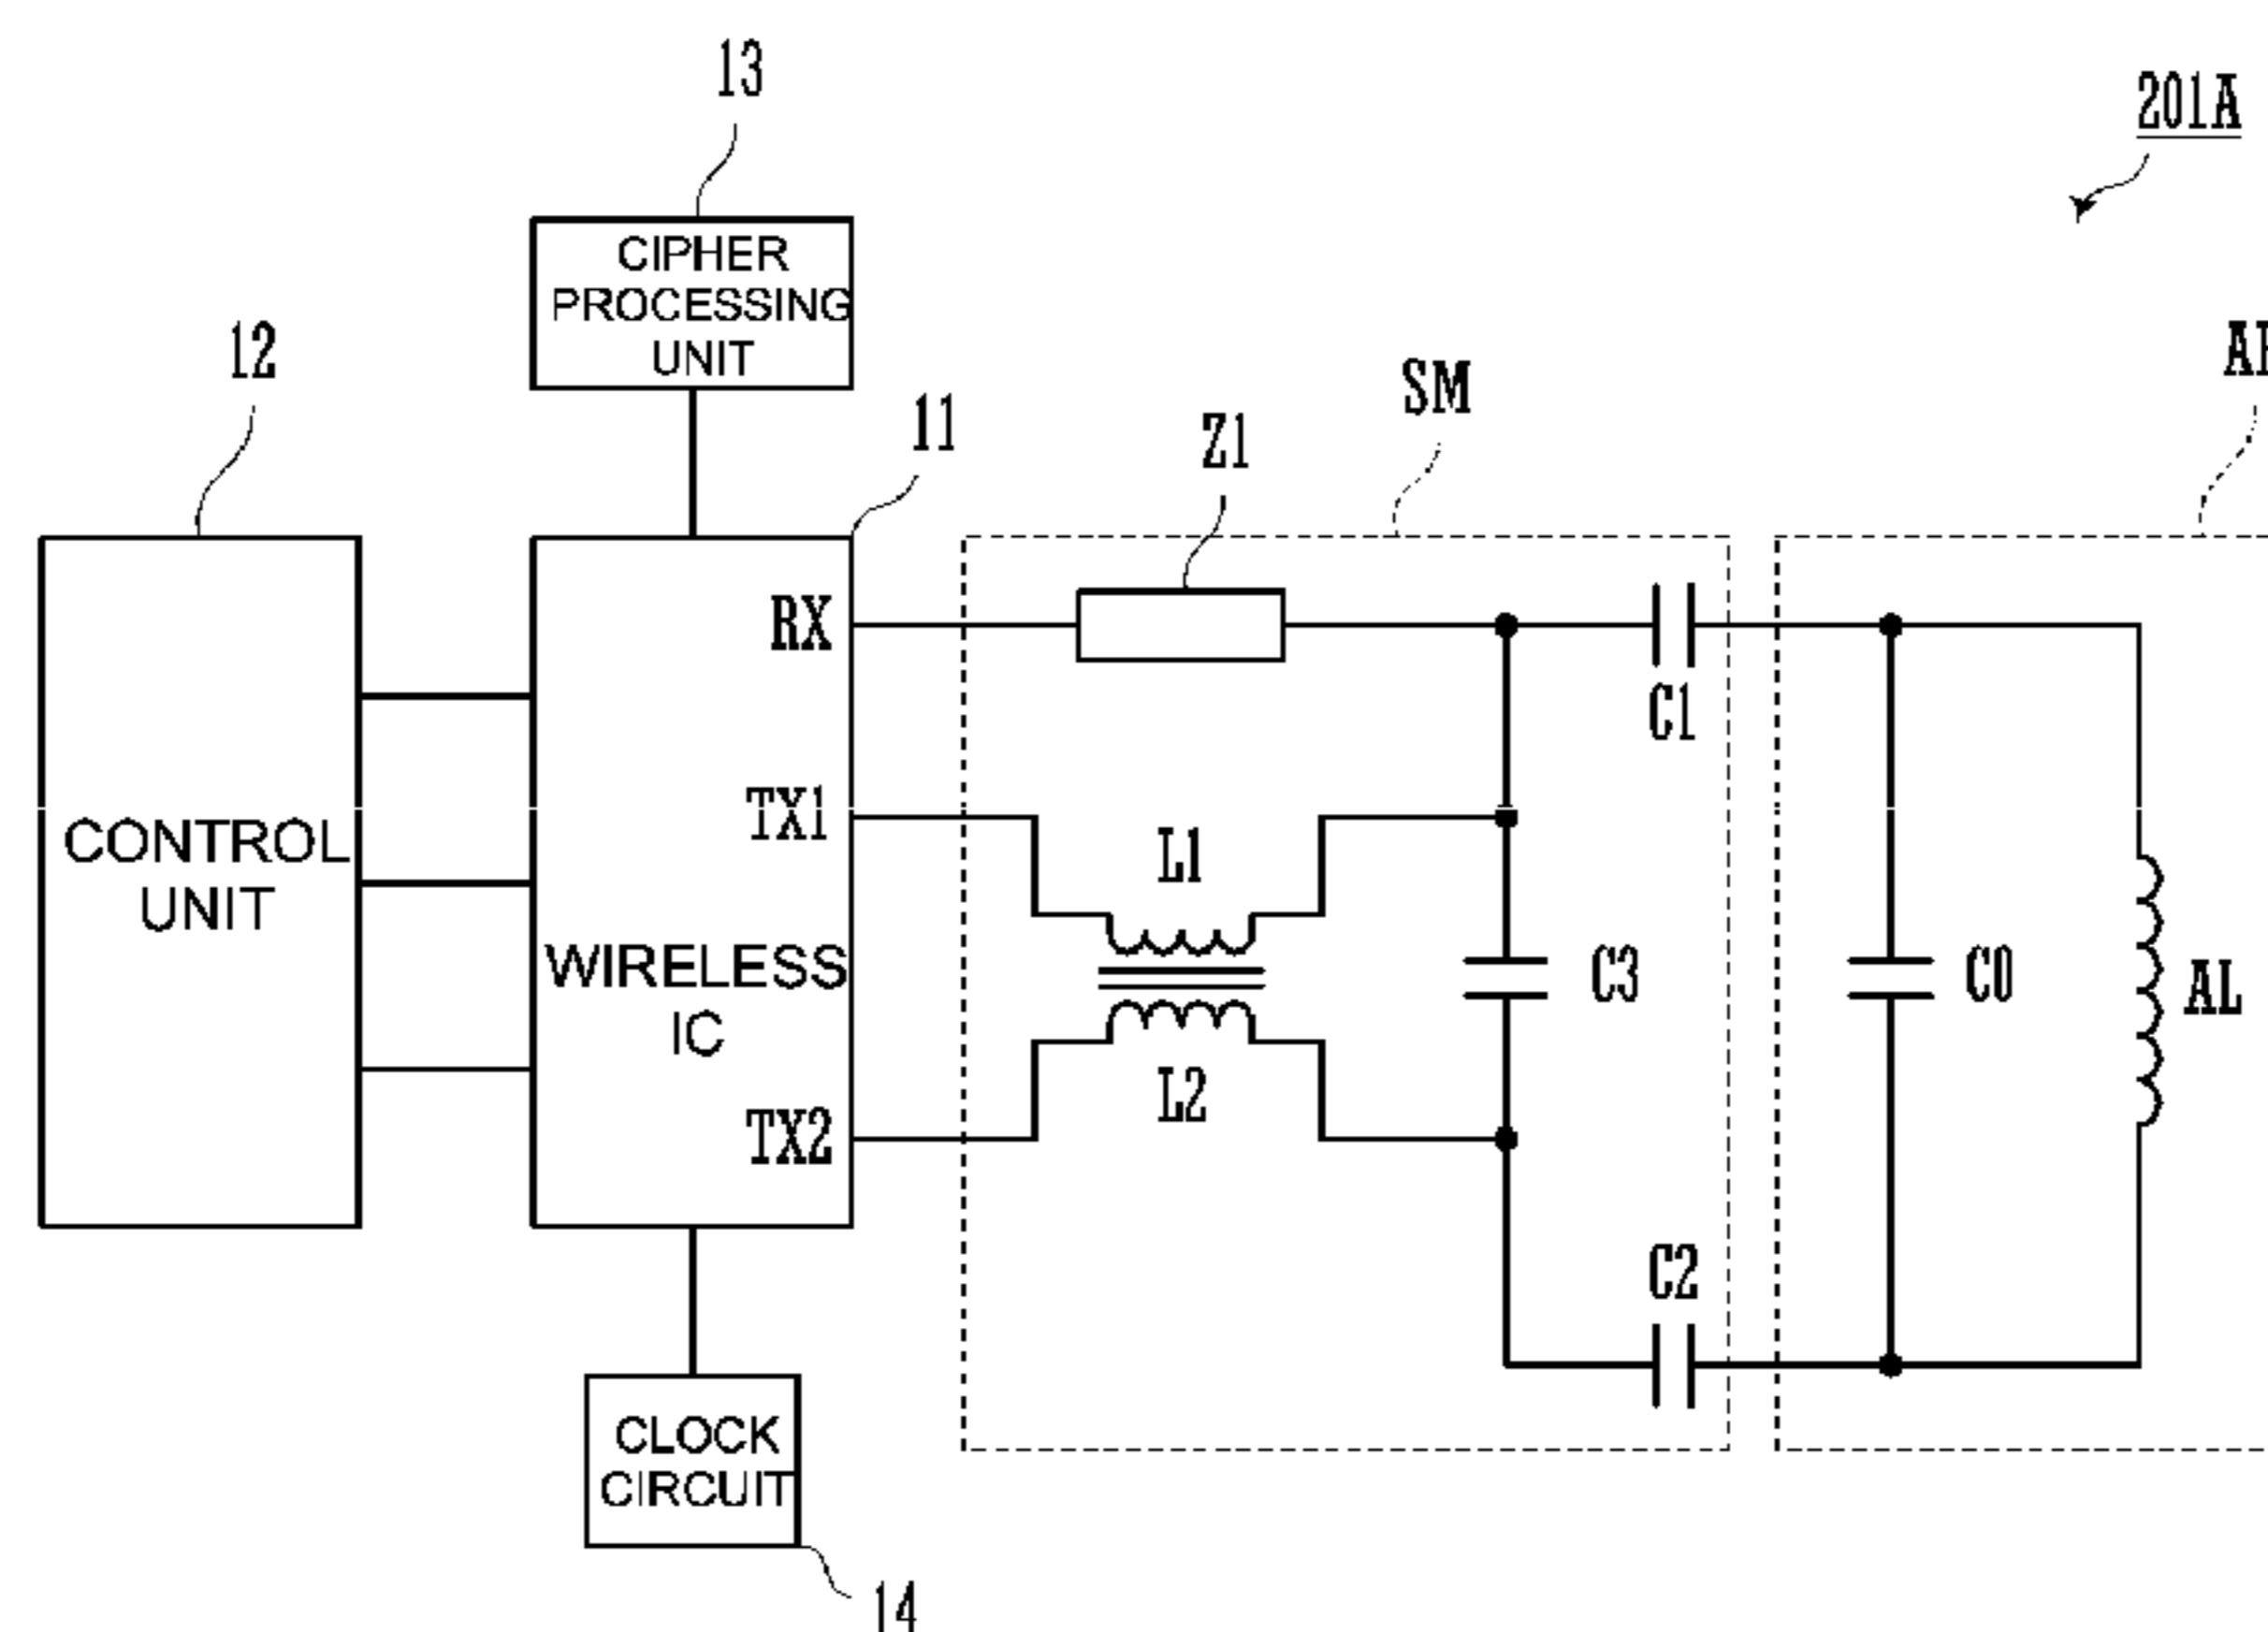 13
201A
CIPHER
PROCESSING
UNIT
12
11
SM
Z1
RX
C1
TX1
L1
CONTROL
UNIT
WIRELESS
IC
C3
C0
AL
L2
TX2
C2
CLOCK
CIRCUIT
14